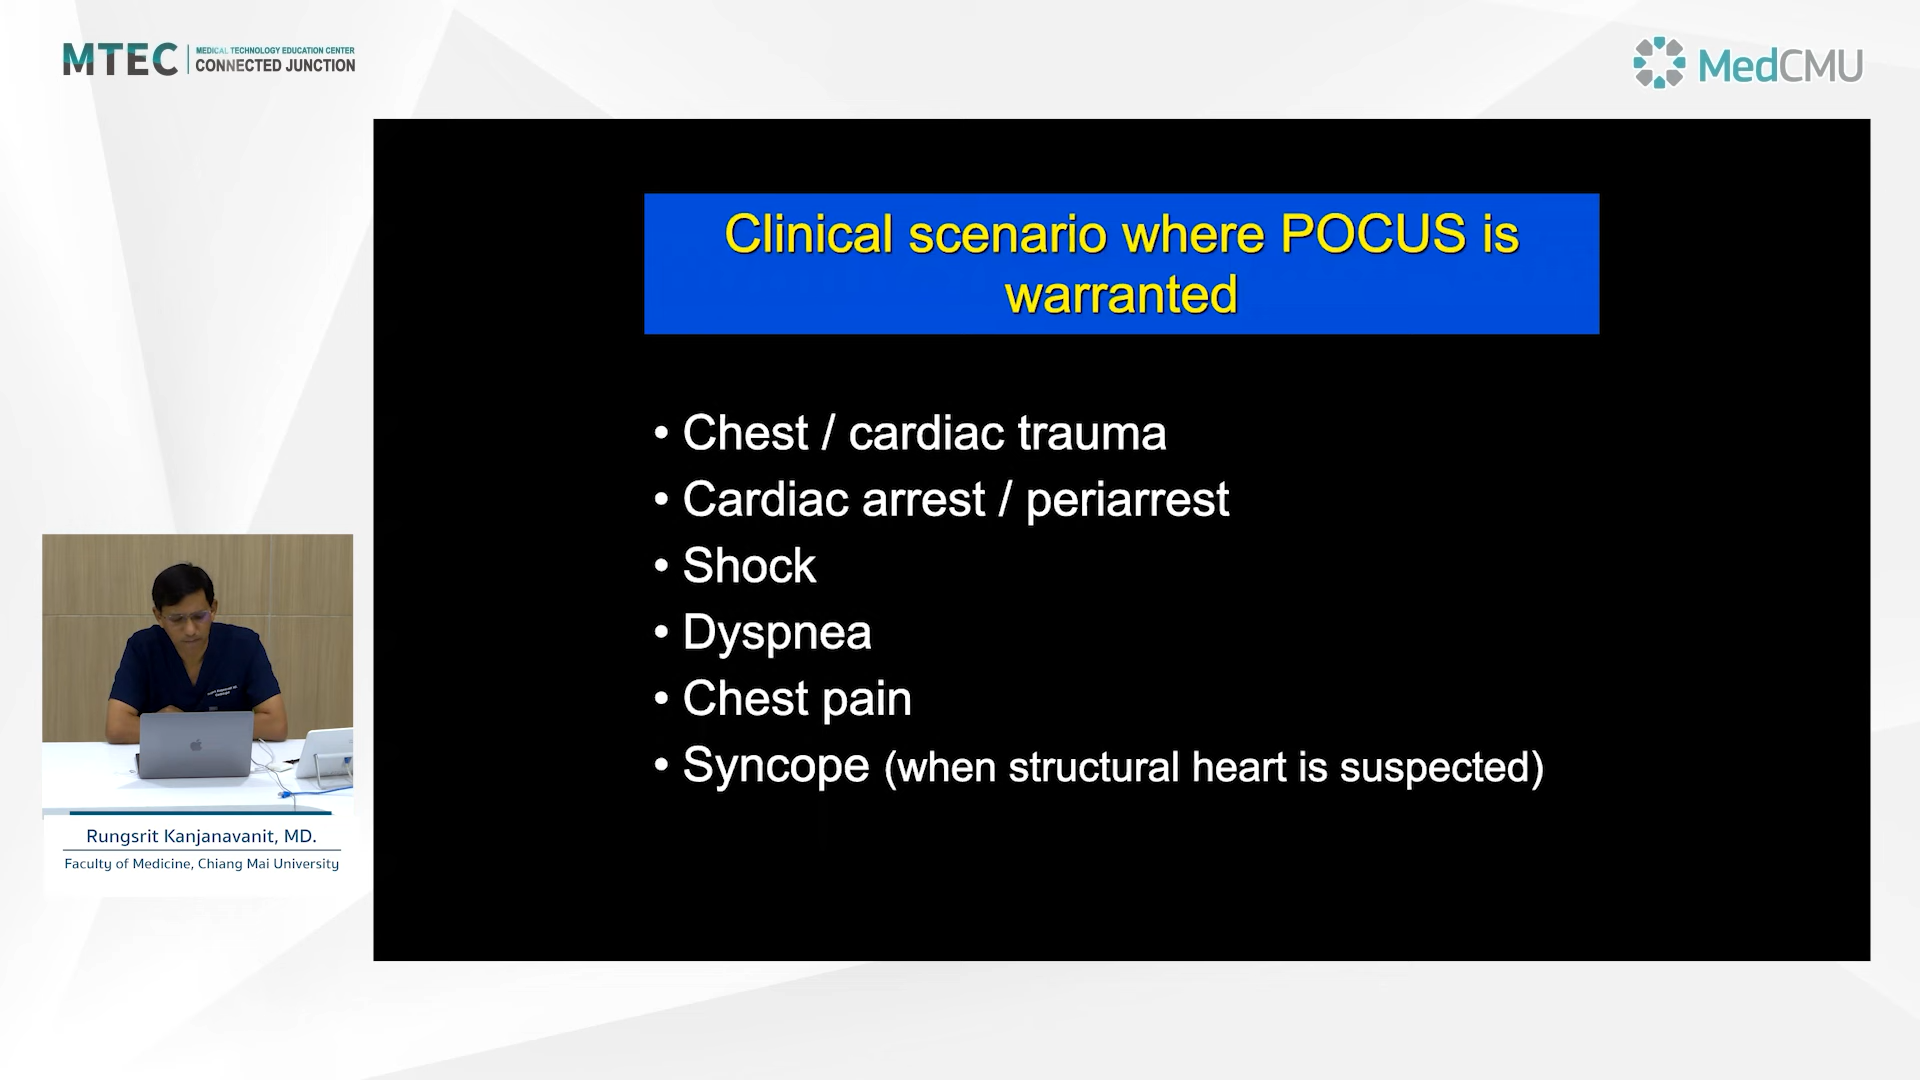 MTEC
MEDICAL TECHNOLOGY EDUCATION CENTER
CONNECTED JUNCTION
MedCMU
Clinical scenario where POCUS is
warranted
• Chest / cardiac trauma
• Cardiac arrest / periarrest
• Shock
• Dyspnea
• Chest pain
• Syncope (when structural heart is suspected)
Rungsrit Kanjanavanit, MD.
Faculty of Medicine, Chiang Mai University